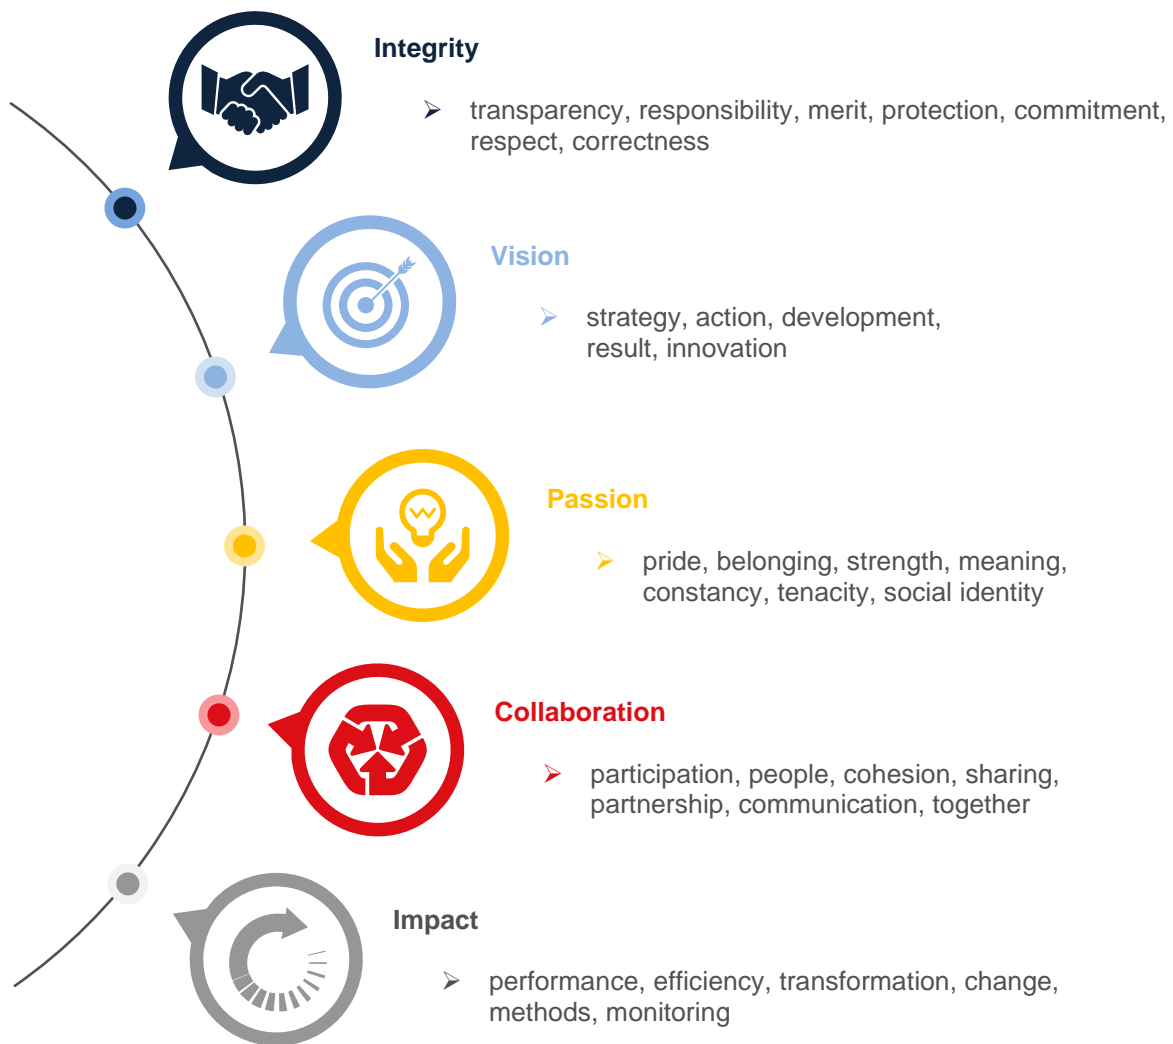 Integrity
➢ transparency, responsibility, merit, protection, commitment,
respect, correctness
Vision
➢ strategy, action, development,
result, innovation
Passion
➢ pride, belonging, strength, meaning,
constancy, tenacity, social identity
Collaboration
➢ participation, people, cohesion, sharing,
partnership, communication, together
Impact
➢ performance, efficiency, transformation, change,
methods, monitoring